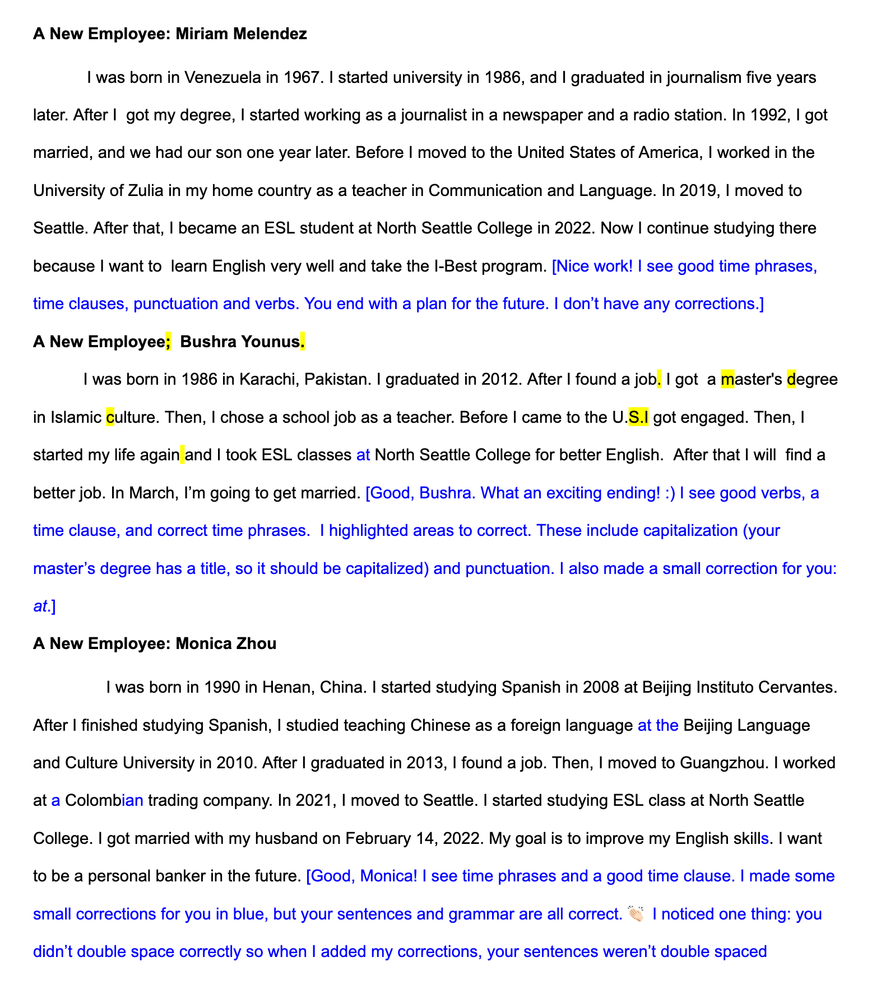 A New Employee: Miriam Melendez
I was born in Venezuela in 1967. I started university in 1986, and I graduated in journalism five years
later. After I  got my degree, I started working as a journalist in a newspaper and a radio station. In 1992, I got
married, and we had our son one year later. Before I moved to the United States of America, I worked in the
University of Zulia in my home country as a teacher in Communication and Language. In 2019, I moved to
Seattle. After that, I became an ESL student at North Seattle College in 2022. Now I continue studying there
because I want to  learn English very well and take the I-Best program. [Nice work! I see good time phrases,
time clauses, punctuation and verbs. You end with a plan for the future. I don’t have any corrections.]
A New Employee;  Bushra Younus.
I was born in 1986 in Karachi, Pakistan. I graduated in 2012. After I found a job. I got  a master's degree
in Islamic culture. Then, I chose a school job as a teacher. Before I came to the U.S.I got engaged. Then, I
started my life again and I took ESL classes at North Seattle College for better English.  After that I will  find a
better job. In March, I’m going to get married. [Good, Bushra. What an exciting ending! :) I see good verbs, a
time clause, and correct time phrases.  I highlighted areas to correct. These include capitalization (your
master’s degree has a title, so it should be capitalized) and punctuation. I also made a small correction for you:
at.]
A New Employee: Monica Zhou
I was born in 1990 in Henan, China. I started studying Spanish in 2008 at Beijing Instituto Cervantes.
After I finished studying Spanish, I studied teaching Chinese as a foreign language at the Beijing Language
and Culture University in 2010. After I graduated in 2013, I found a job. Then, I moved to Guangzhou. I worked
at a Colombian trading company. In 2021, I moved to Seattle. I started studying ESL class at North Seattle
College. I got married with my husband on February 14, 2022. My goal is to improve my English skills. I want
to be a personal banker in the future. [Good, Monica! I see time phrases and a good time clause. I made some
small corrections for you in blue, but your sentences and grammar are all correct. 👏🏻  I noticed one thing: you
didn’t double space correctly so when I added my corrections, your sentences weren’t double spaced